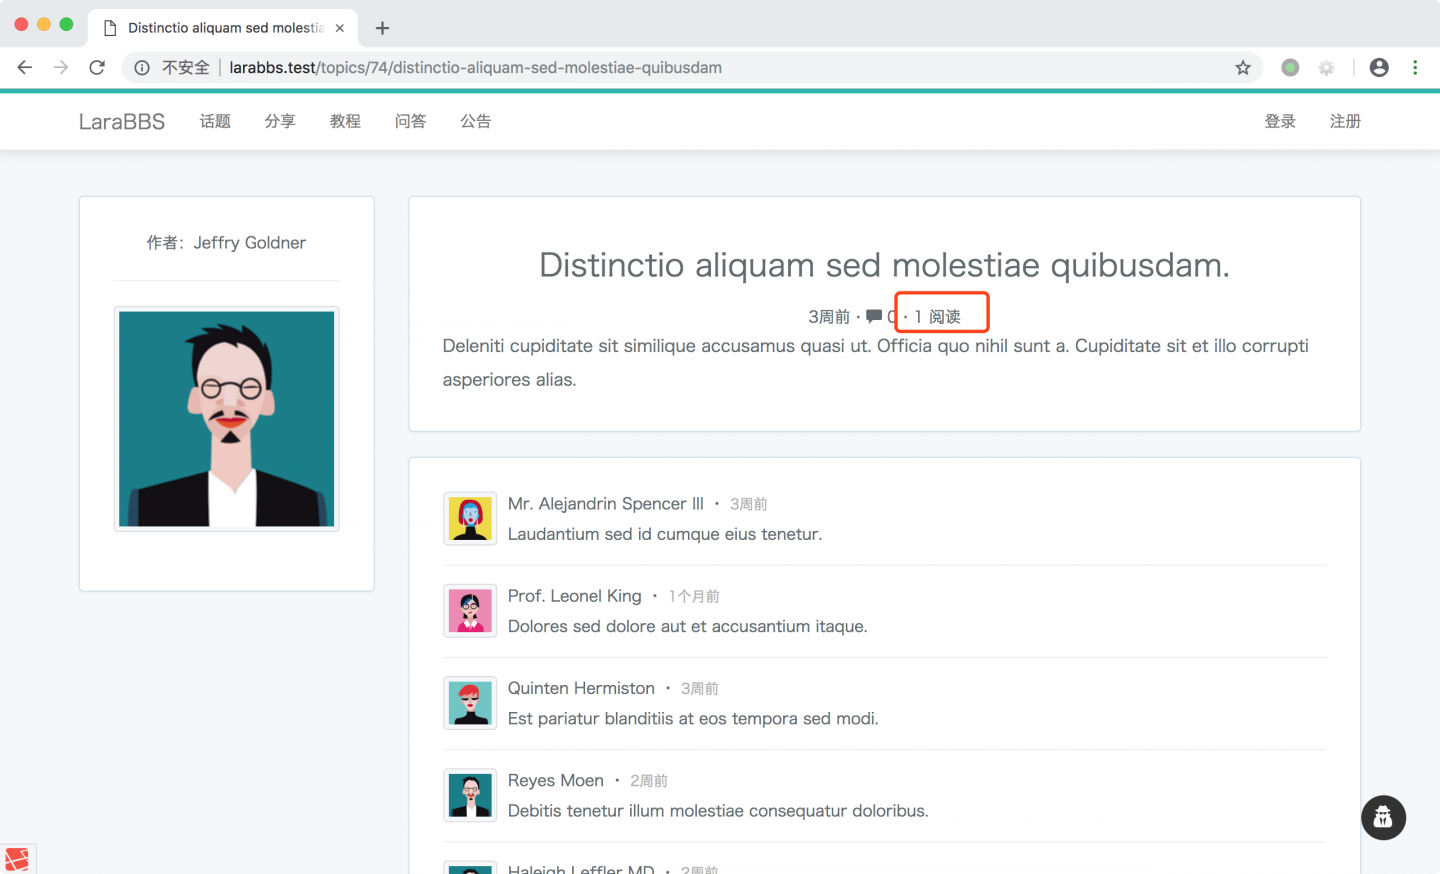 Distinctio aliquam sed molestia
不安全 larabbs.test/topics/74/distinctio-aliquam-sed-molestiae-quibusdam
LaraBBS 话题 分享 教程 问答 公告 登录 注册
作者：Jeffry Goldner
Distinctio aliquam sed molestiae quibusdam.
3周前 · 0 · 1 阅读
Deleniti cupiditate sit similique accusamus quasi ut. Officia quo nihil sunt a. Cupiditate sit et illo corrupti
asperiores alias.
Mr. Alejandrin Spencer III · 3周前
Laudantium sed id cumque eius tenetur.
Prof. Leonel King · 1个月前
Dolores sed dolore aut et accusantium itaque.
Quinten Hermiston · 3周前
Est pariatur blanditiis at eos tempora sed modi.
Reyes Moen · 2周前
Debitis tenetur illum molestiae consequatur doloribus.
Haleigh Leffler MD · 2周前